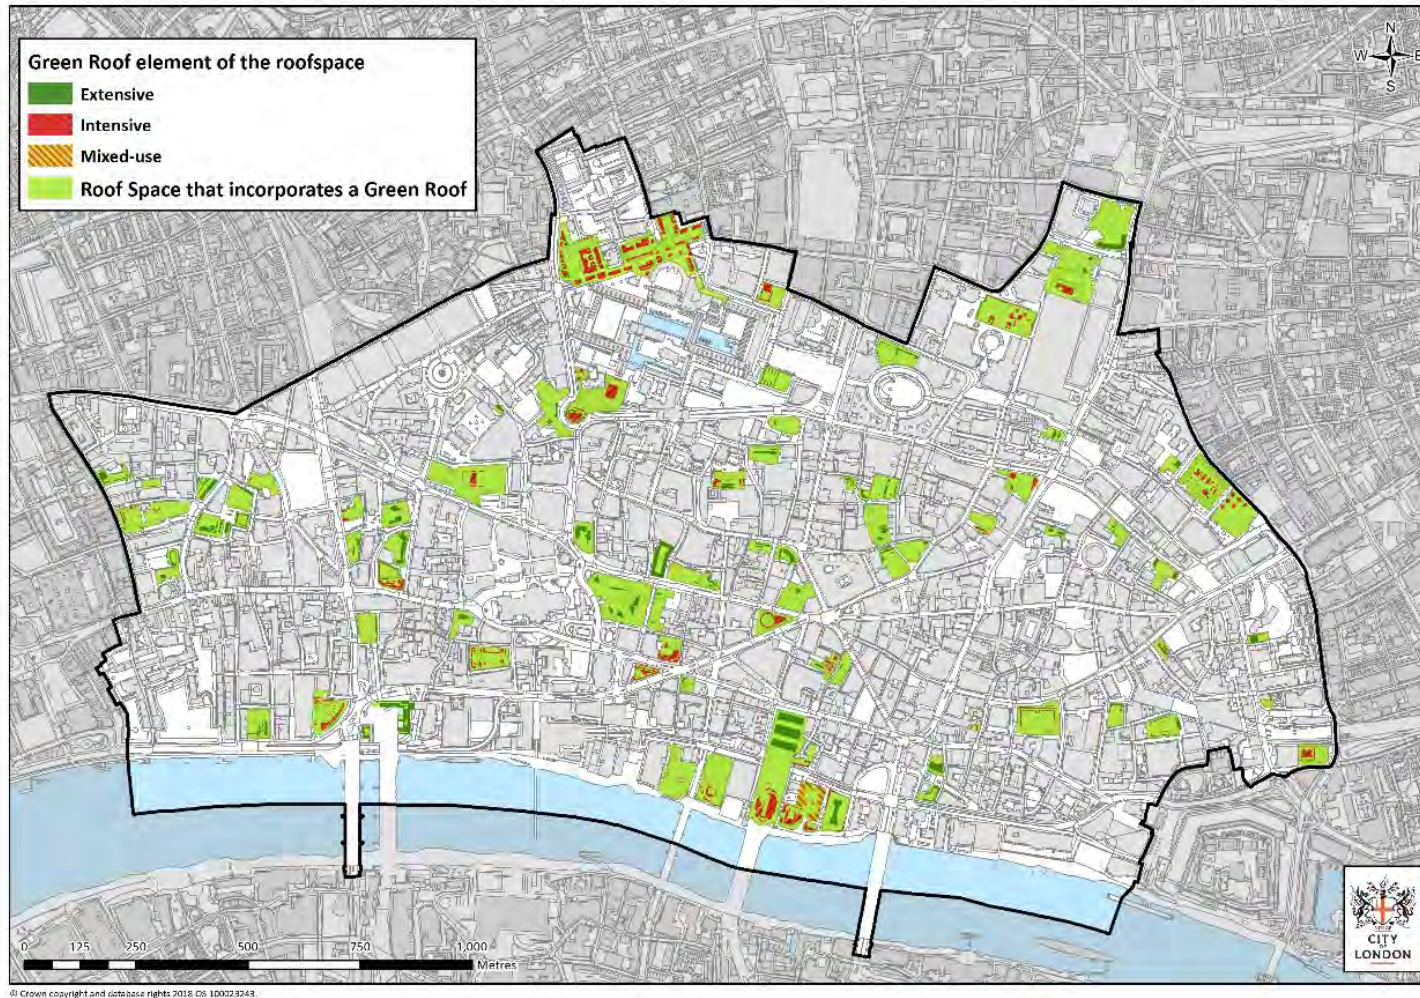 Green Roof element of the roofspace
Extensive
Intensive
Mixed-use
Roof Space that incorporates a Green Roof
N
W E
S
0 125 250 500 750 1,000
Metres
CITY
OF
LONDON
© Crown copyright and database rights 2018 OS 100023243.